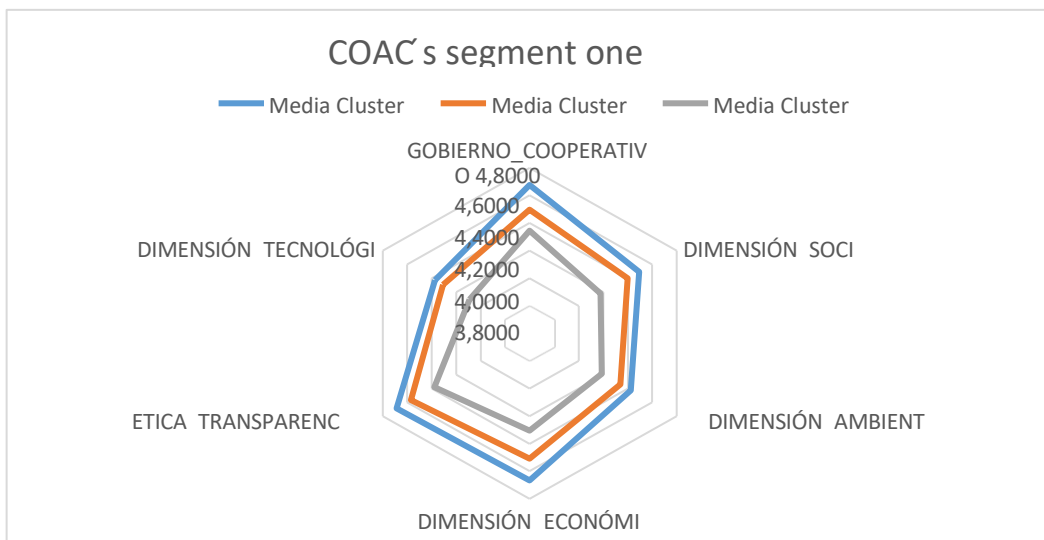 COAC´s segment one
Media Cluster Media Cluster Media Cluster
GOBIERNO_COOPERATIV
O 4,8000
4,6000
4,4000
4,2000
4,0000
3,8000
DIMENSIÓN TECNOLÓGI
DIMENSIÓN SOCI
ETICA TRANSPARENC
DIMENSIÓN AMBIENT
DIMENSIÓN ECONÓMI